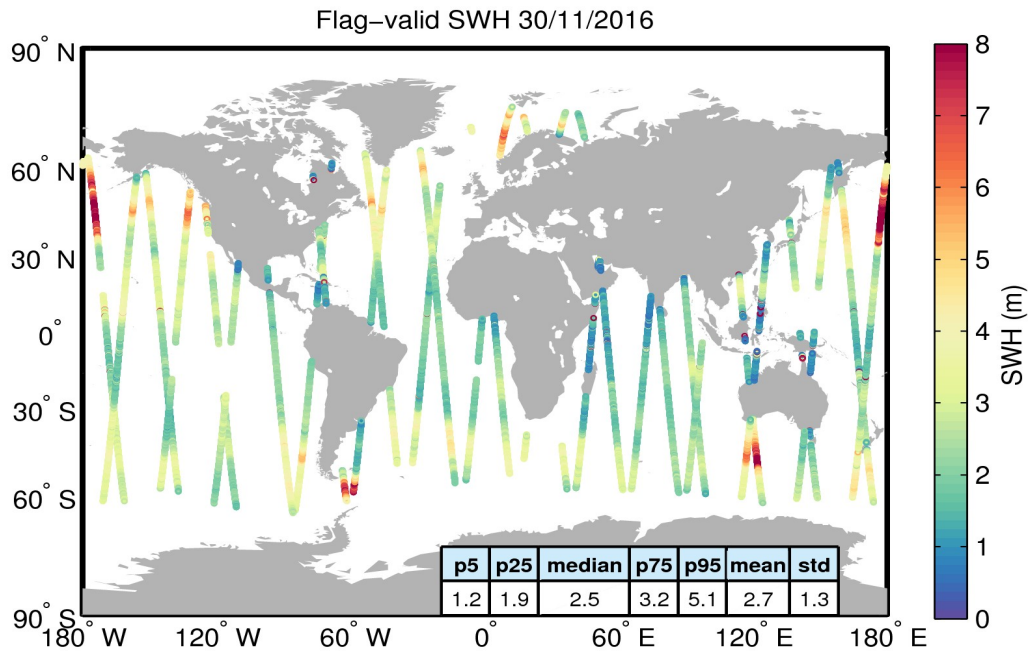 Flag−valid SWH 30/11/2016
90° N
60° N
30° N
0°
30° S
60° S
90° S
180° W
120° W
60° W
0°
60° E
120° E
180° E
p5 p25 median p75 p95 mean std
1.2 1.9 2.5 3.2 5.1 2.7 1.3
8
7
6
5
4
3
2
1
0
SWH (m)